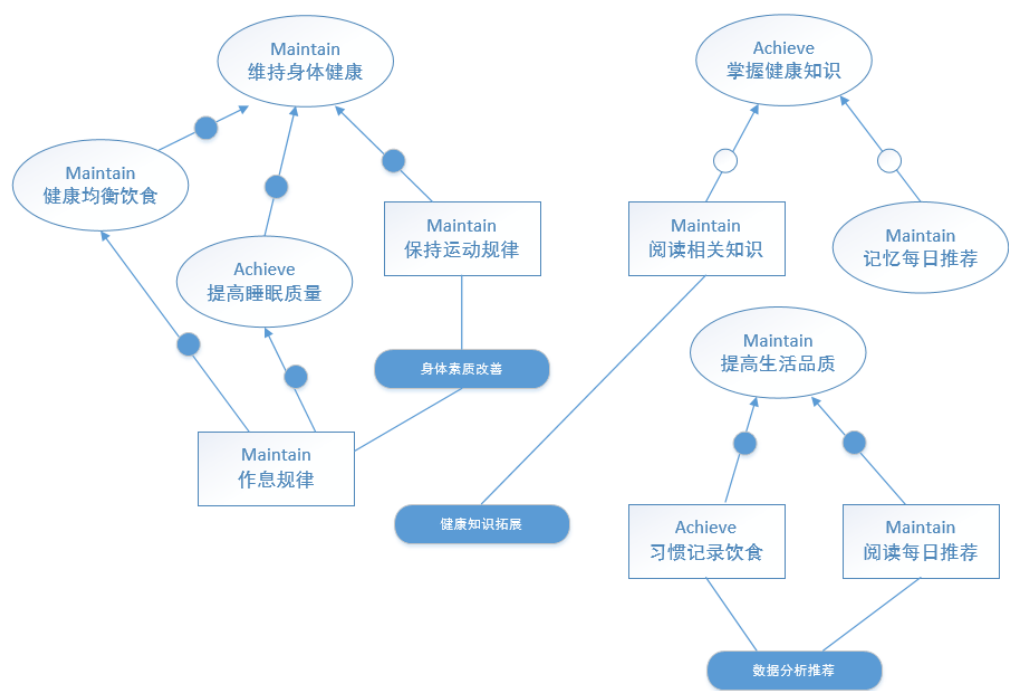 Maintain
维持身体健康
Achieve
掌握健康知识
Maintain
健康均衡饮食
Maintain
保持运动规律
Maintain
阅读相关知识
Maintain
记忆每日推荐
Achieve
提高睡眠质量
Maintain
提高生活品质
身体素质改善
Maintain
作息规律
健康知识拓展
Achieve
习惯记录饮食
Maintain
阅读每日推荐
数据分析推荐